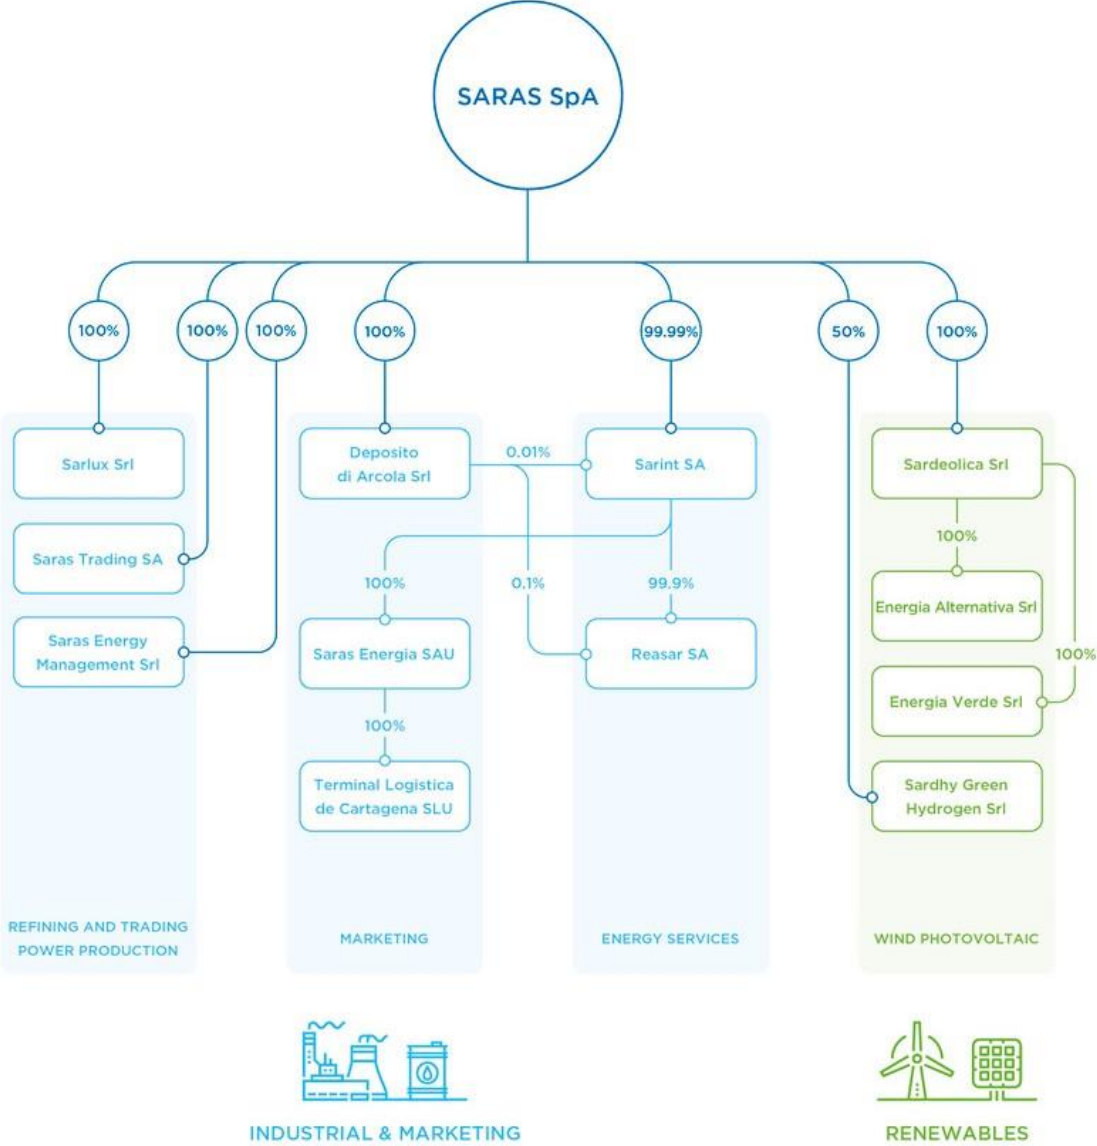 SARAS SpA
100%
100%
100%
100%
99.99%
50%
100%
Sarlux Srl
Saras Trading SA
Saras Energy
Management Srl
REFINING AND TRADING
POWER PRODUCTION
Deposito
di Arcola Srl
0.01%
0.1%
100%
Saras Energia SAU
100%
Terminal Logistica
de Cartagena SLU
MARKETING
Sarint SA
99.9%
Reasar SA
ENERGY SERVICES
Sardeolica Srl
100%
Energia Alternativa Srl
100%
Energia Verde Srl
Sardhy Green
Hydrogen Srl
WIND PHOTOVOLTAIC
INDUSTRIAL & MARKETING
RENEWABLES